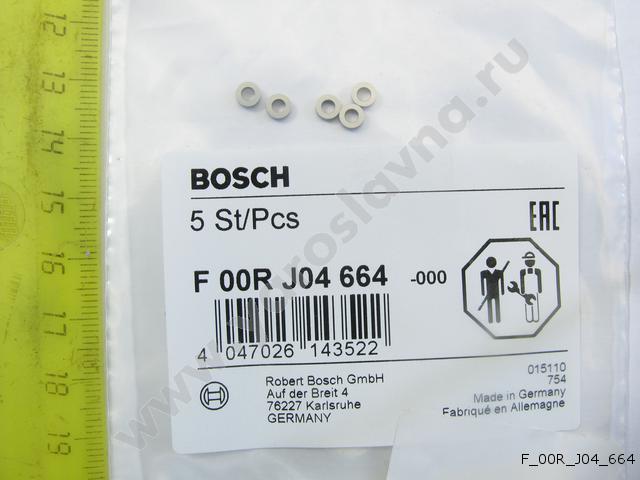 12
13
14
15
16
17
18
19
BOSCH
5 St/Pcs
EAC
F 00R J04 664 -000
4 047026 143522
Robert Bosch GmbH
Auf der Breit 4
76227 Karlsruhe
GERMANY
015110
754
Made in Germany
Fabriqué en Allemagne
www.yaroslavna.ru
F_00R_J04_664